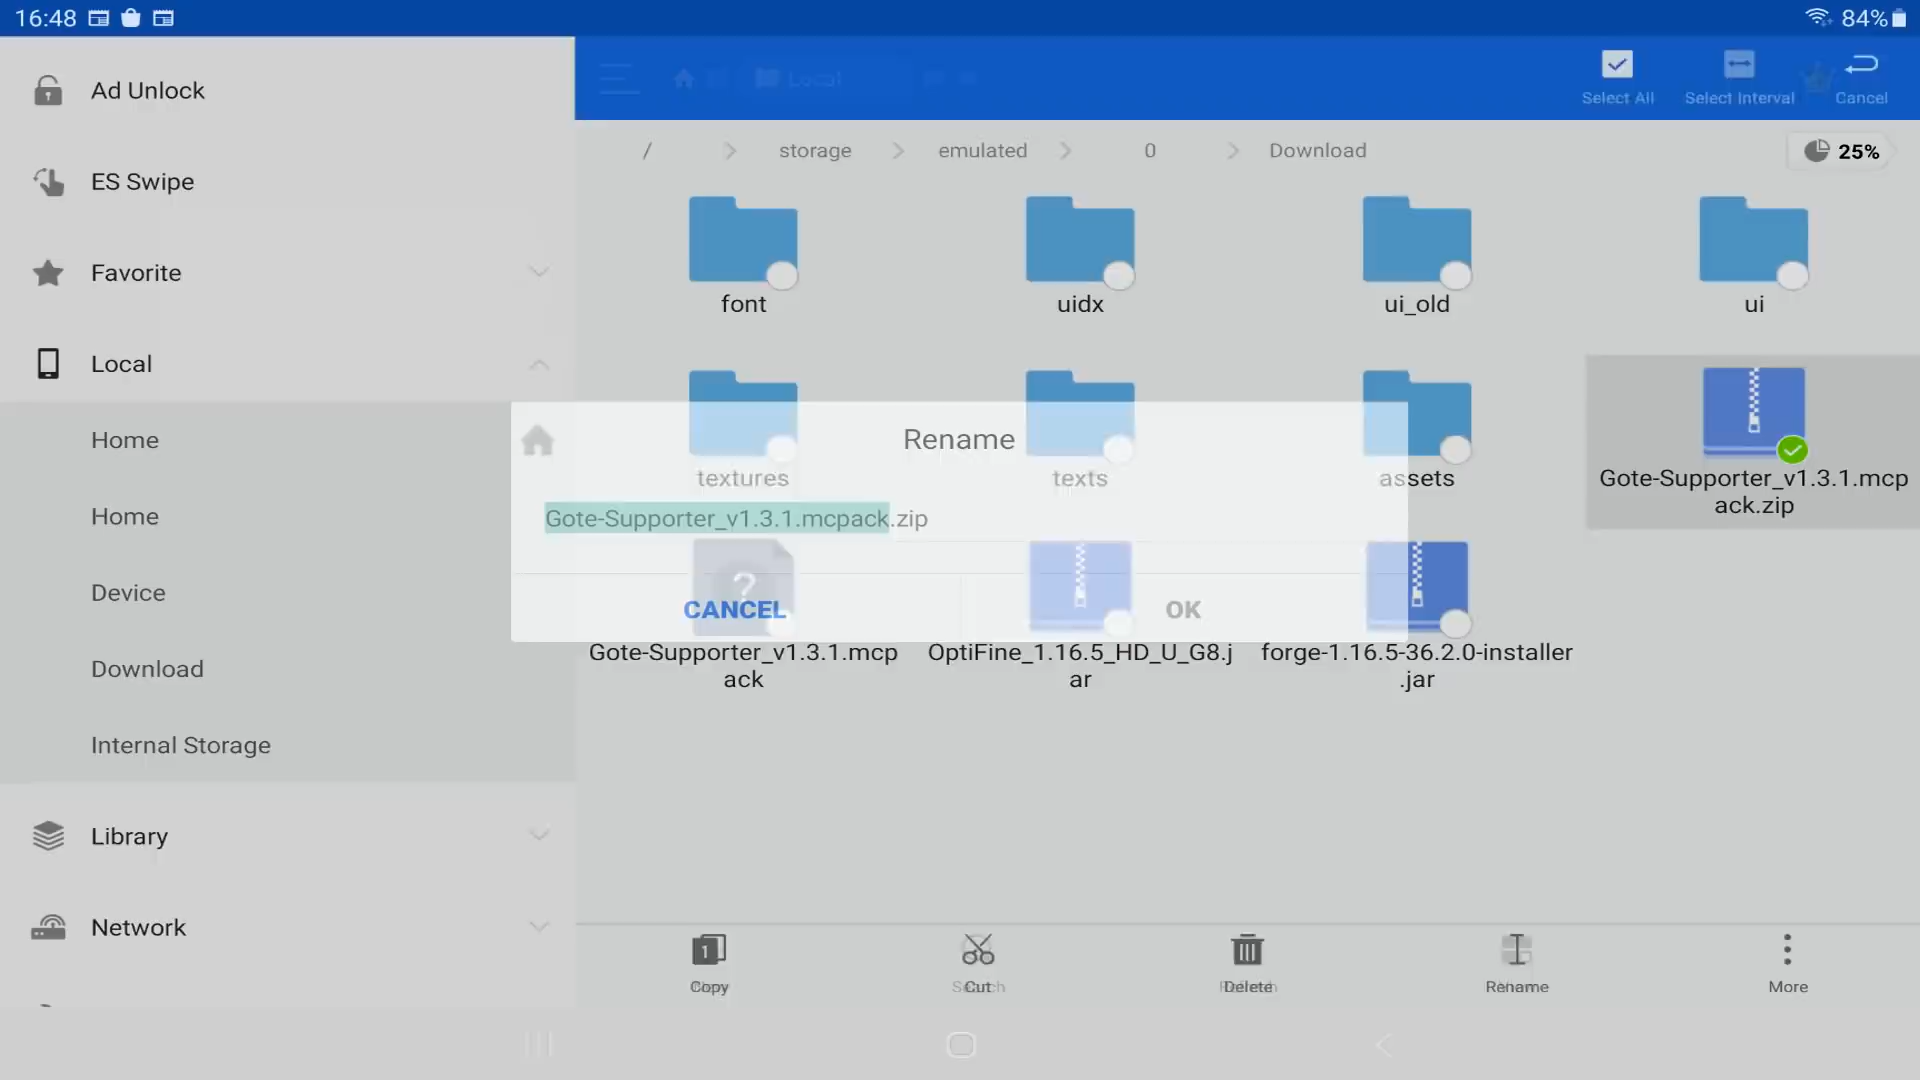 16:48
84%
Ad Unlock
ES Swipe
Favorite
Local
Home
Home
Device
Download
Internal Storage
Library
Network
Local
Select All
Select Interval
Cancel
/
storage
emulated
0
Download
25%
font
uidx
ui_old
ui
textures
texts
assets
Gote-Supporter_v1.3.1.mcp
ack.zip
Rename
Gote-Supporter_v1.3.1.mcpack.zip
CANCEL
OK
Gote-Supporter_v1.3.1.mcp
ack
OptiFine_1.16.5_HD_U_G8.j
ar
forge-1.16.5-36.2.0-installer
.jar
1
Copy
Cut
Delete
Rename
More